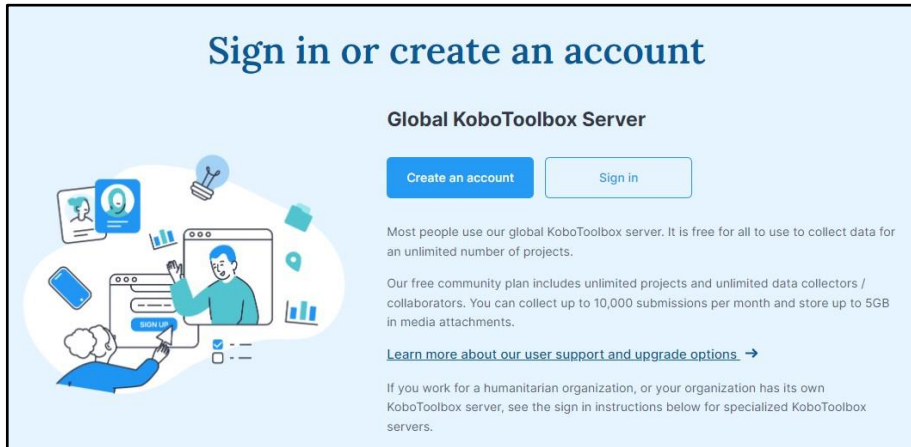 Sign in or create an account
Global KoboToolbox Server
Create an account
Sign in
Most people use our global KoboToolbox server. It is free for all to use to collect data for
an unlimited number of projects.
Our free community plan includes unlimited projects and unlimited data collectors /
collaborators. You can collect up to 10,000 submissions per month and store up to 5GB
in media attachments.
Learn more about our user support and upgrade options →
If you work for a humanitarian organization, or your organization has its own
KoboToolbox server, see the sign in instructions below for specialized KoboToolbox
servers.
SIGN UP